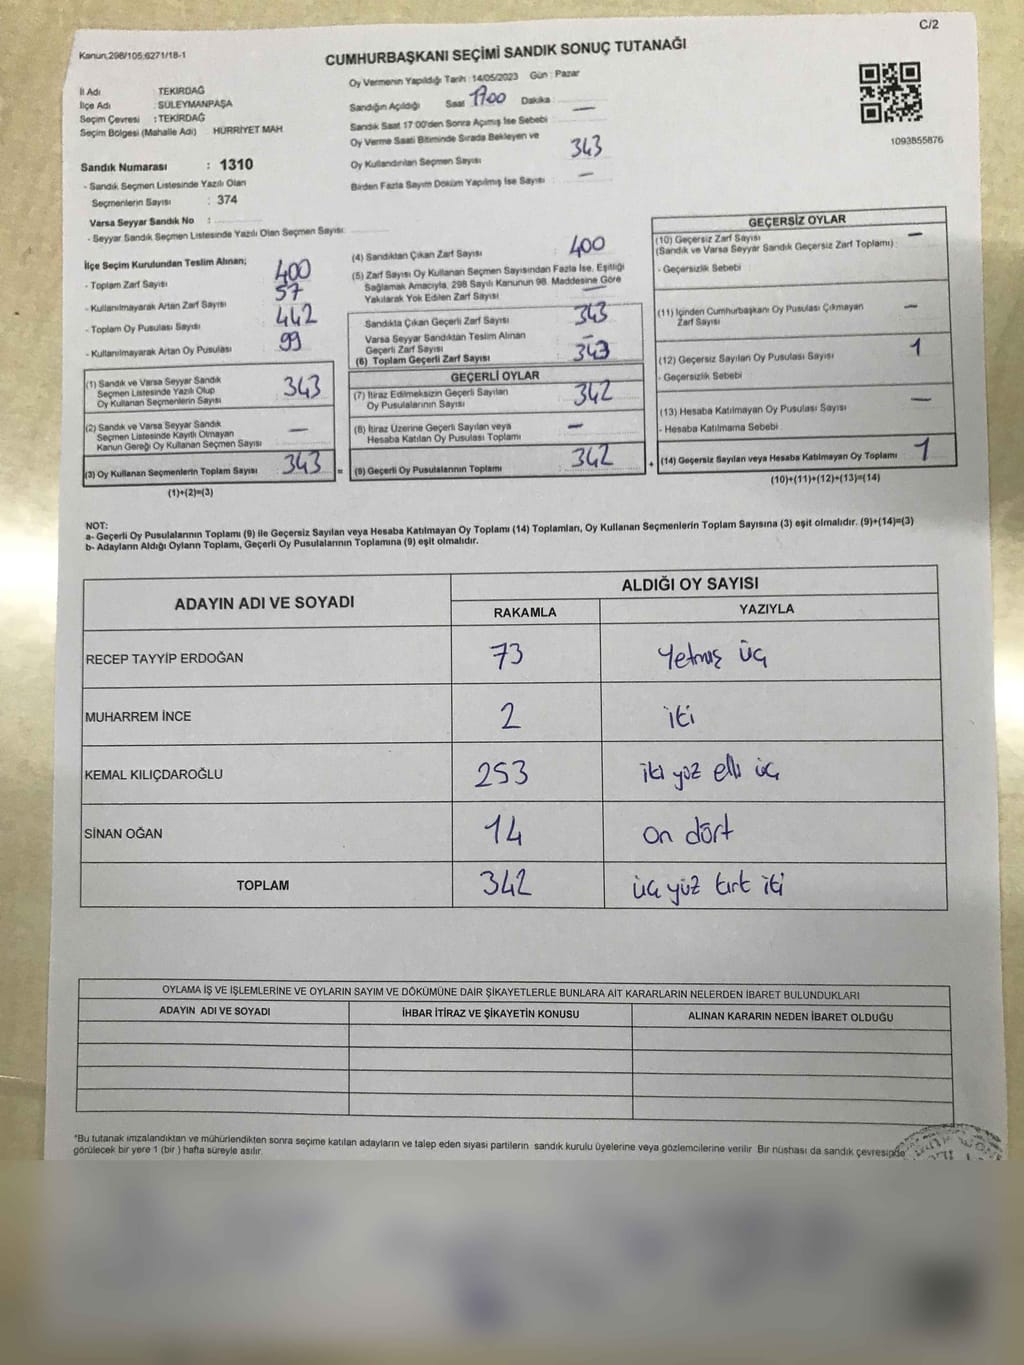 C/2
Kanun,298/105;6271/18-1
CUMHURBAŞKANI SEÇİMİ SANDIK SONUÇ TUTANAĞI
İl Adı : TEKİRDAĞ
İlçe Adı : SÜLEYMANPAŞA
Seçim Çevresi : TEKİRDAĞ
Seçim Bölgesi (Mahalle Adı) HÜRRİYET MAH
Sandık Numarası : 1310
- Sandık Seçmen Listesinde Yazılı Olan
Seçmenlerin Sayısı : 374
Varsa Seyyar Sandık No :
- Seyyar Sandık Seçmen Listesinde Yazılı Olan Seçmen Sayısı:
Oy Vermenin Yapıldığı Tarih : 14/05/2023 Gün : Pazar
Sandığın Açıldığı Saat 1700 Dakika : —
Sandık Saat 17:00'den Sonra Açımış İse Sebebi : —
Oy Verme Saati Bitiminde Sırada Bekleyen ve
Oy Kullandırılan Seçmen Sayısı 343
Birden Fazla Sayım Döküm Yapılmış İse Sayısı : —
1093855876
İlçe Seçim Kurulundan Teslim Alınan;
- Toplam Zarf Sayısı 400
- Kullanılmayarak Artan Zarf Sayısı 57
- Toplam Oy Pusulası Sayısı 442
- Kullanılmayarak Artan Oy Pusulası 99
(1) Sandık ve Varsa Seyyar Sandık
Seçmen Listesinde Yazılı Olup
Oy Kullanan Seçmenlerin Sayısı 343
(2) Sandık ve Varsa Seyyar Sandık
Seçmen Listesinde Kayıtlı Olmayan
Kanun Gereği Oy Kullanan Seçmen Sayısı —
(3) Oy Kullanan Seçmenlerin Toplam Sayısı 343 =
(1)+(2)=(3)
(4) Sandıktan Çıkan Zarf Sayısı 400
(5) Zarf Sayısı Oy Kullanan Seçmen Sayısından Fazla İse, Eşitliği
Sağlamak Amacıyla, 298 Sayılı Kanunun 98. Maddesine Göre
Yakılarak Yok Edilen Zarf Sayısı —
Sandıkta Çıkan Geçerli Zarf Sayısı 343
Varsa Seyyar Sandıktan Teslim Alınan
Geçerli Zarf Sayısı —
(6) Toplam Geçerli Zarf Sayısı 343
GEÇERLİ OYLAR
(7) İtiraz Edilmeksizin Geçerli Sayılan
Oy Pusulalarının Sayısı 342
(8) İtiraz Üzerine Geçerli Sayılan veya
Hesaba Katılan Oy Pusulası Toplamı —
(9) Geçerli Oy Pusulalarının Toplamı 342 +
GEÇERSİZ OYLAR
(10) Geçersiz Zarf Sayısı —
(Sandık ve Varsa Seyyar Sandık Geçersiz Zarf Toplamı) :
- Geçersizlik Sebebi :
(11) İçinden Cumhurbaşkanı Oy Pusulası Çıkmayan —
Zarf Sayısı
(12) Geçersiz Sayılan Oy Pusulası Sayısı 1
- Geçersizlik Sebebi :
(13) Hesaba Katılmayan Oy Pusulası Sayısı —
- Hesaba Katılmama Sebebi :
(14) Geçersiz Sayılan veya Hesaba Katılmayan Oy Toplamı 1
(10)+(11)+(12)+(13)=(14)
NOT:
a- Geçerli Oy Pusulalarının Toplamı (9) ile Geçersiz Sayılan veya Hesaba Katılmayan Oy Toplamı (14) Toplamları, Oy Kullanan Seçmenlerin Toplam Sayısına (3) eşit olmalıdır. (9)+(14)=(3)
b- Adayların Aldığı Oyların Toplamı, Geçerli Oy Pusulalarının Toplamına (9) eşit olmalıdır.
ADAYIN ADI VE SOYADI
ALDIĞI OY SAYISI
RAKAMLA YAZIYLA
RECEP TAYYİP ERDOĞAN 73 Yetmiş üç
MUHARREM İNCE 2 iki
KEMAL KILIÇDAROĞLU 253 iki yüz elli üç
SİNAN OĞAN 14 on dört
TOPLAM 342 üç yüz kırk iki
OYLAMA İŞ VE İŞLEMLERİNE VE OYLARIN SAYIM VE DÖKÜMÜNE DAİR ŞİKAYETLERLE BUNLARA AİT KARARLARIN NELERDEN İBARET BULUNDUKLARI
ADAYIN ADI VE SOYADI İHBAR İTİRAZ VE ŞİKAYETİN KONUSU ALINAN KARARIN NEDEN İBARET OLDUĞU
*Bu tutanak imzalandıktan ve mühürlendikten sonra seçime katılan adayların ve talep eden siyasi partilerin sandık kurulu üyelerine veya gözlemcilerine verilir. Bir nüshası da sandık çevresinde
görülecek bir yere 1 (bir ) hafta süreyle asılır.